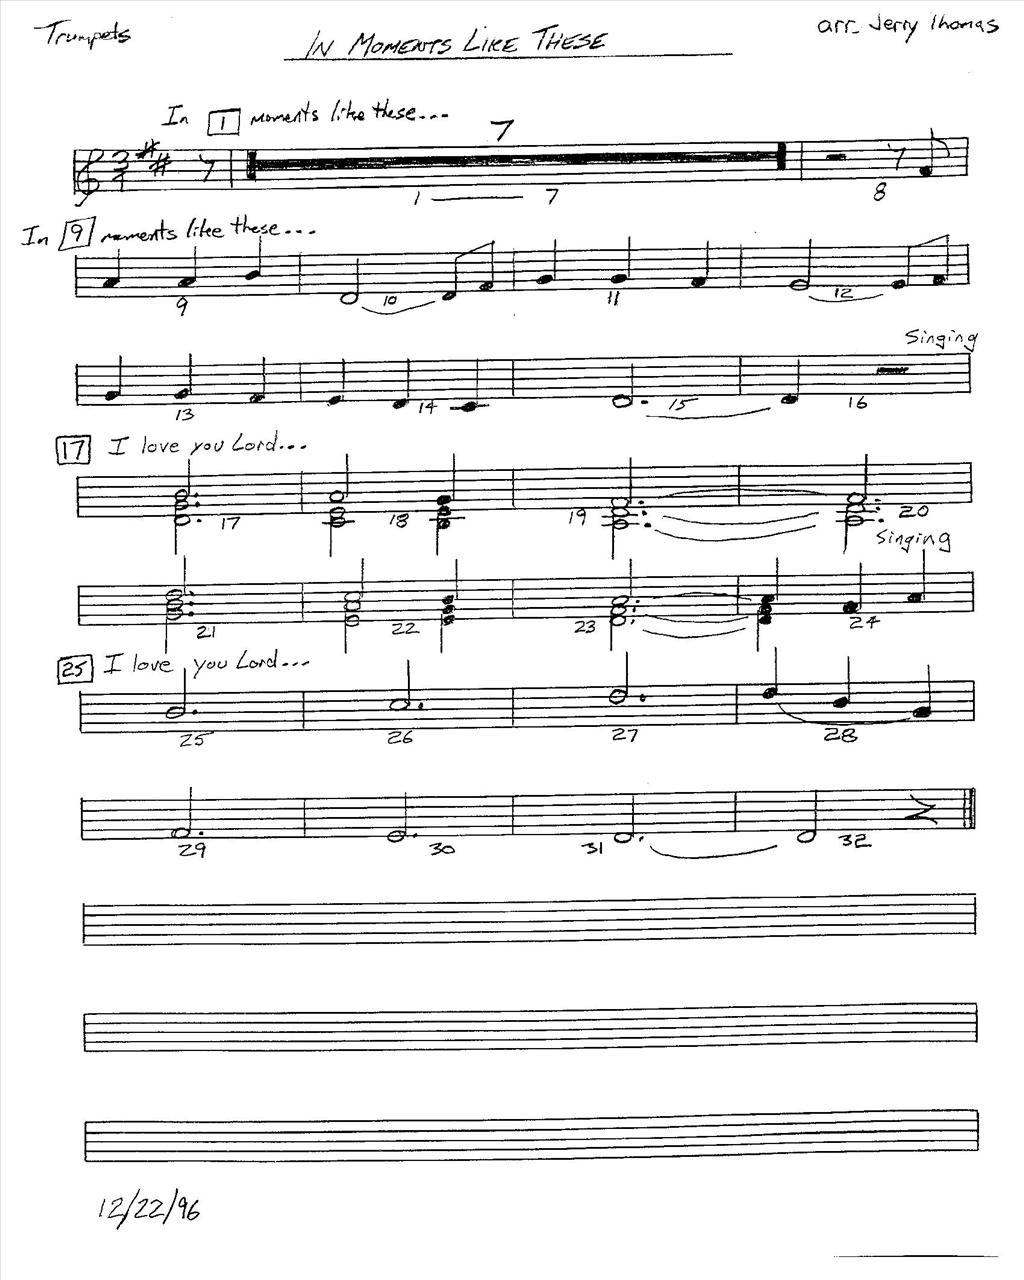 Trumpets
IN MOMENTS LIKE THESE
arr. Jerry Thomas
In 1 moments like these...
7
3
4
1 — 7
8
In 9 moments like these...
9 10 11 12
Singing
13 14 15 16
17 I love you Lord...
17 18 19 20
Singing
21 22 23 24
25 I love you Lord...
25 26 27 28
29 30 31 32
12/22/96